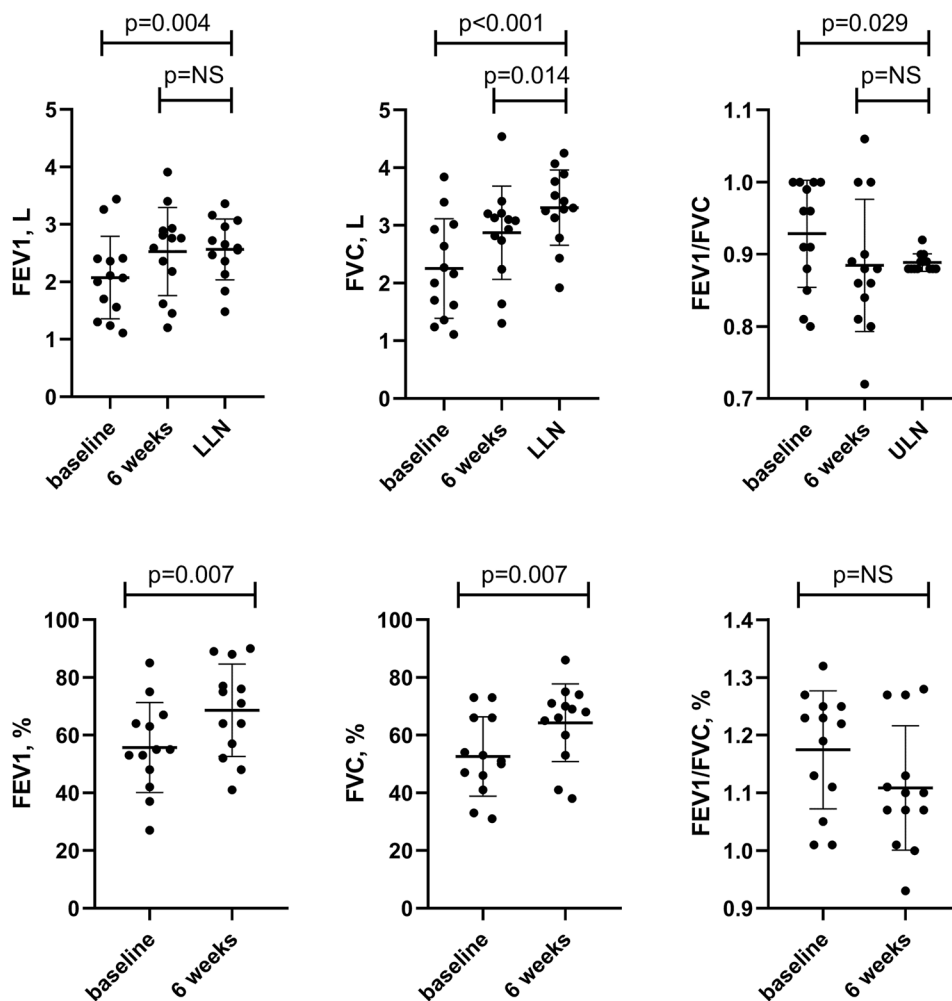 p=0.004
p=NS
FEV1, L
5
4
3
2
1
0
baseline
6 weeks
LLN
p<0.001
p=0.014
FVC, L
5
4
3
2
1
0
baseline
6 weeks
LLN
p=0.029
p=NS
FEV1/FVC
1.1
1.0
0.9
0.8
0.7
baseline
6 weeks
ULN
p=0.007
FEV1, %
100
80
60
40
20
0
baseline
6 weeks
p=0.007
FVC, %
100
80
60
40
20
0
baseline
6 weeks
p=NS
FEV1/FVC, %
1.4
1.3
1.2
1.1
1.0
0.9
baseline
6 weeks